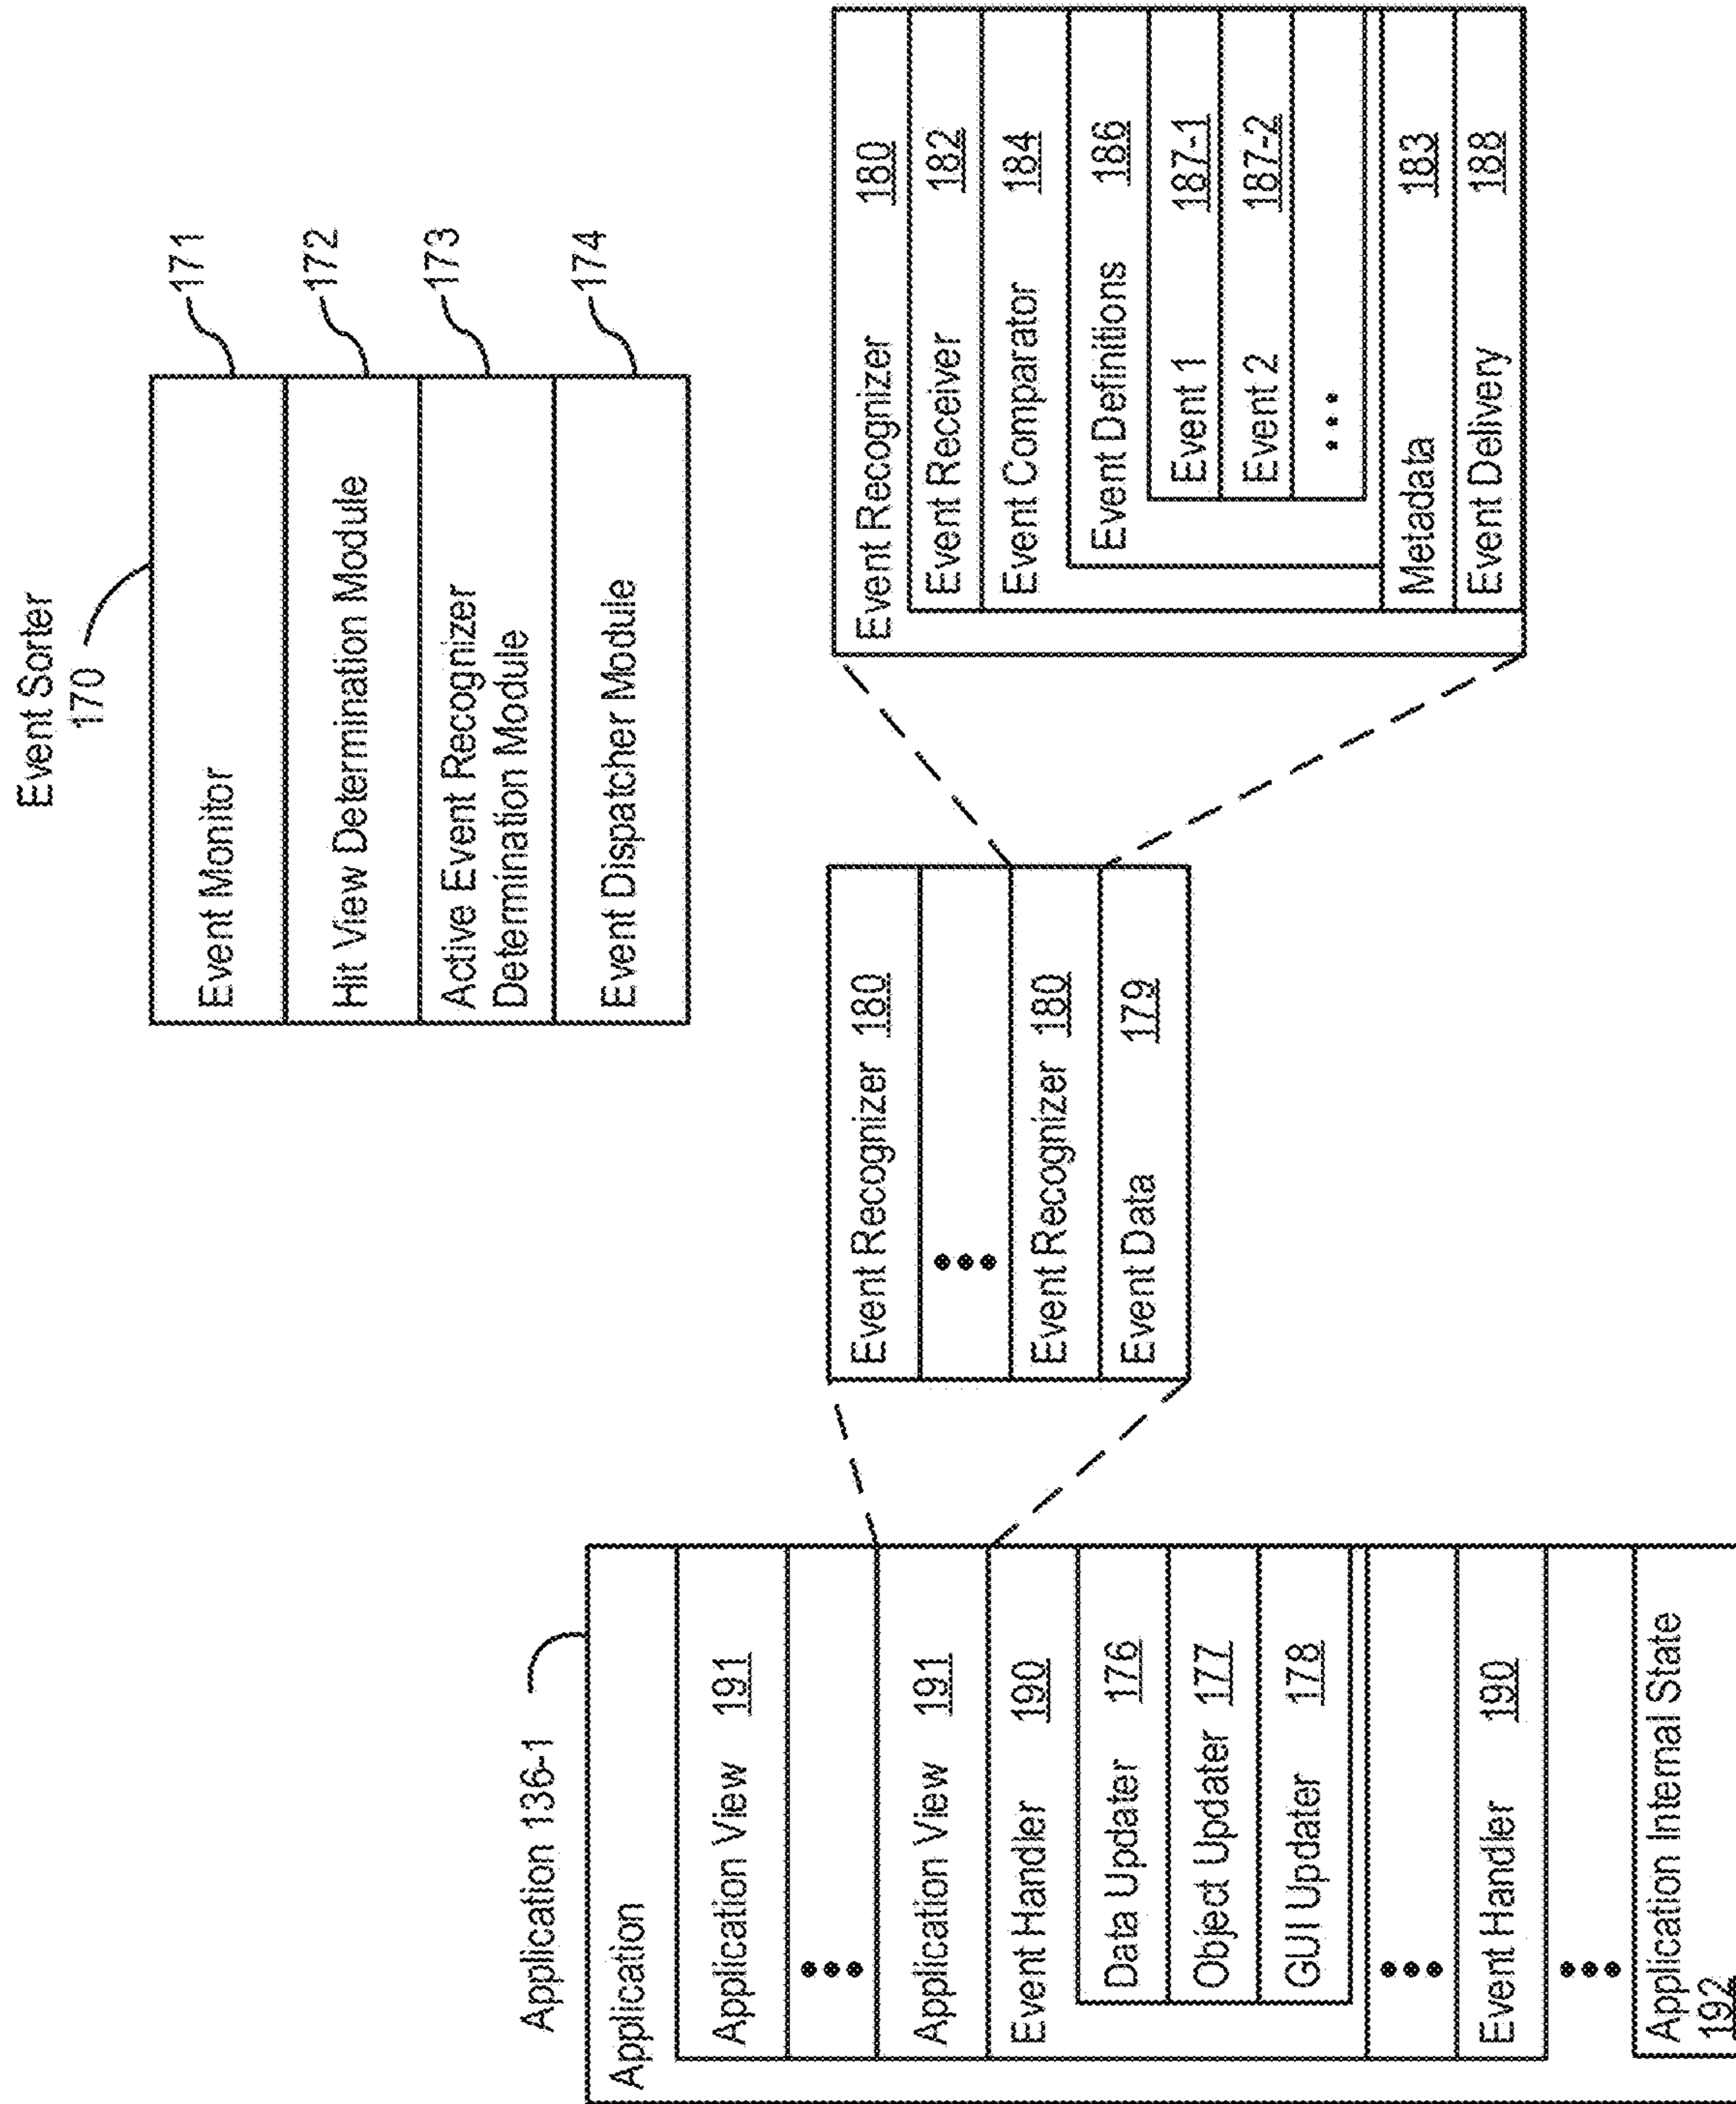 Event Sorter
170
Event Monitor
171
Hit View Determination Module
172
Active Event Recognizer
Determination Module
173
Event Dispatcher Module
174
Application 136-1
Application
Application View 191
•••
Application View 191
Event Handler 190
Data Updater 176
Object Updater 177
GUI Updater 178
•••
Event Handler 190
•••
Application Internal State
192
Event Recognizer 180
•••
Event Recognizer 180
Event Data 179
Event Recognizer 180
Event Receiver 182
Event Comparator 184
Event Definitions 186
Event 1 187-1
Event 2 187-2
•••
Metadata 183
Event Delivery 188